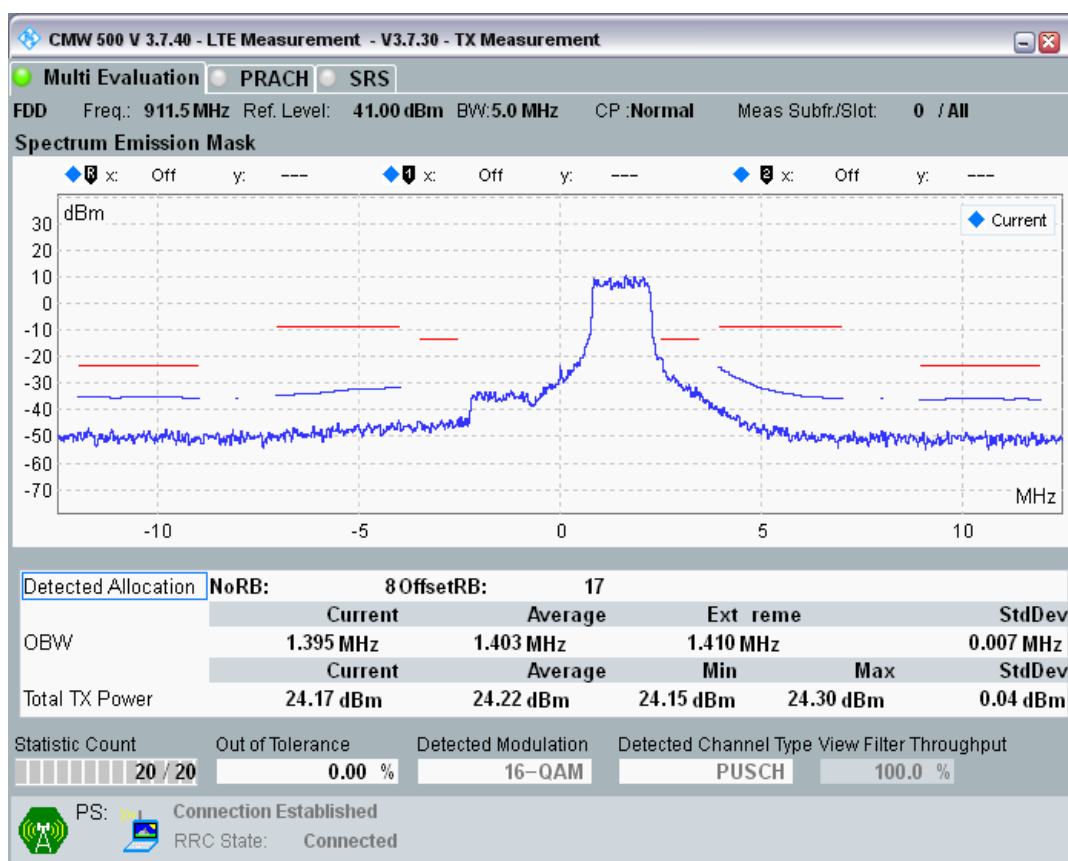 CMW 500 V 3.7.40 - LTE Measurement - V3.7.30 - TX Measurement
Multi Evaluation PRACH SRS
FDD Freq.: 911.5 MHz Ref. Level: 41.00 dBm BW: 5.0 MHz CP :Normal Meas Subfr./Slot: 0 / All
Spectrum Emission Mask
R x: Off y: --- 1 x: Off y: --- 2 x: Off y: ---
dBm
Current
30
20
10
0
-10
-20
-30
-40
-50
-60
-70
MHz
-10 -5 0 5 10
Detected Allocation NoRB: 8 OffsetRB: 17
Current Average Ext reme StdDev
OBW 1.395 MHz 1.403 MHz 1.410 MHz 0.007 MHz
Current Average Min Max StdDev
Total TX Power 24.17 dBm 24.22 dBm 24.15 dBm 24.30 dBm 0.04 dBm
Statistic Count Out of Tolerance Detected Modulation Detected Channel Type View Filter Throughput
20 / 20 0.00 % 16-QAM PUSCH 100.0 %
PS: Connection Established
RRC State: Connected